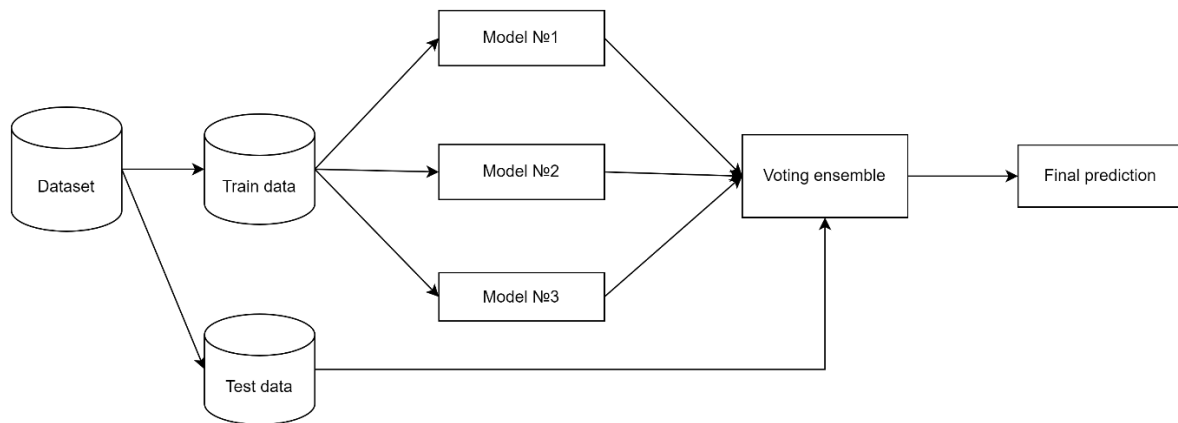 Model №1
Dataset
Train data
Model №2
Voting ensemble
Final prediction
Model №3
Test data